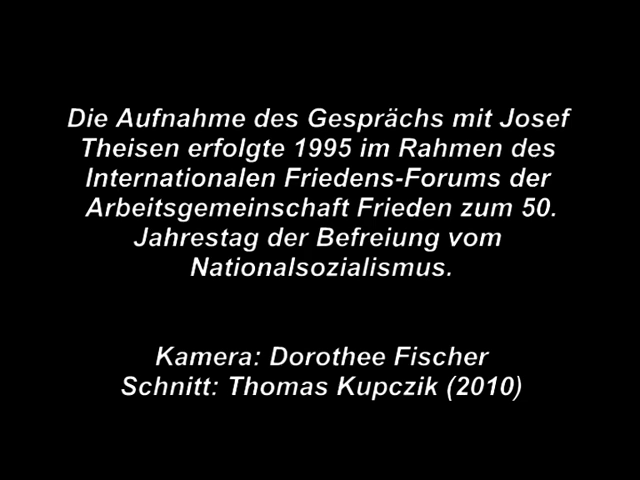 Die Aufnahme des Gesprächs mit Josef
Theisen erfolgte 1995 im Rahmen des
Internationalen Friedens-Forums der
Arbeitsgemeinschaft Frieden zum 50.
Jahrestag der Befreiung vom
Nationalsozialismus.
Kamera: Dorothee Fischer
Schnitt: Thomas Kupczik (2010)